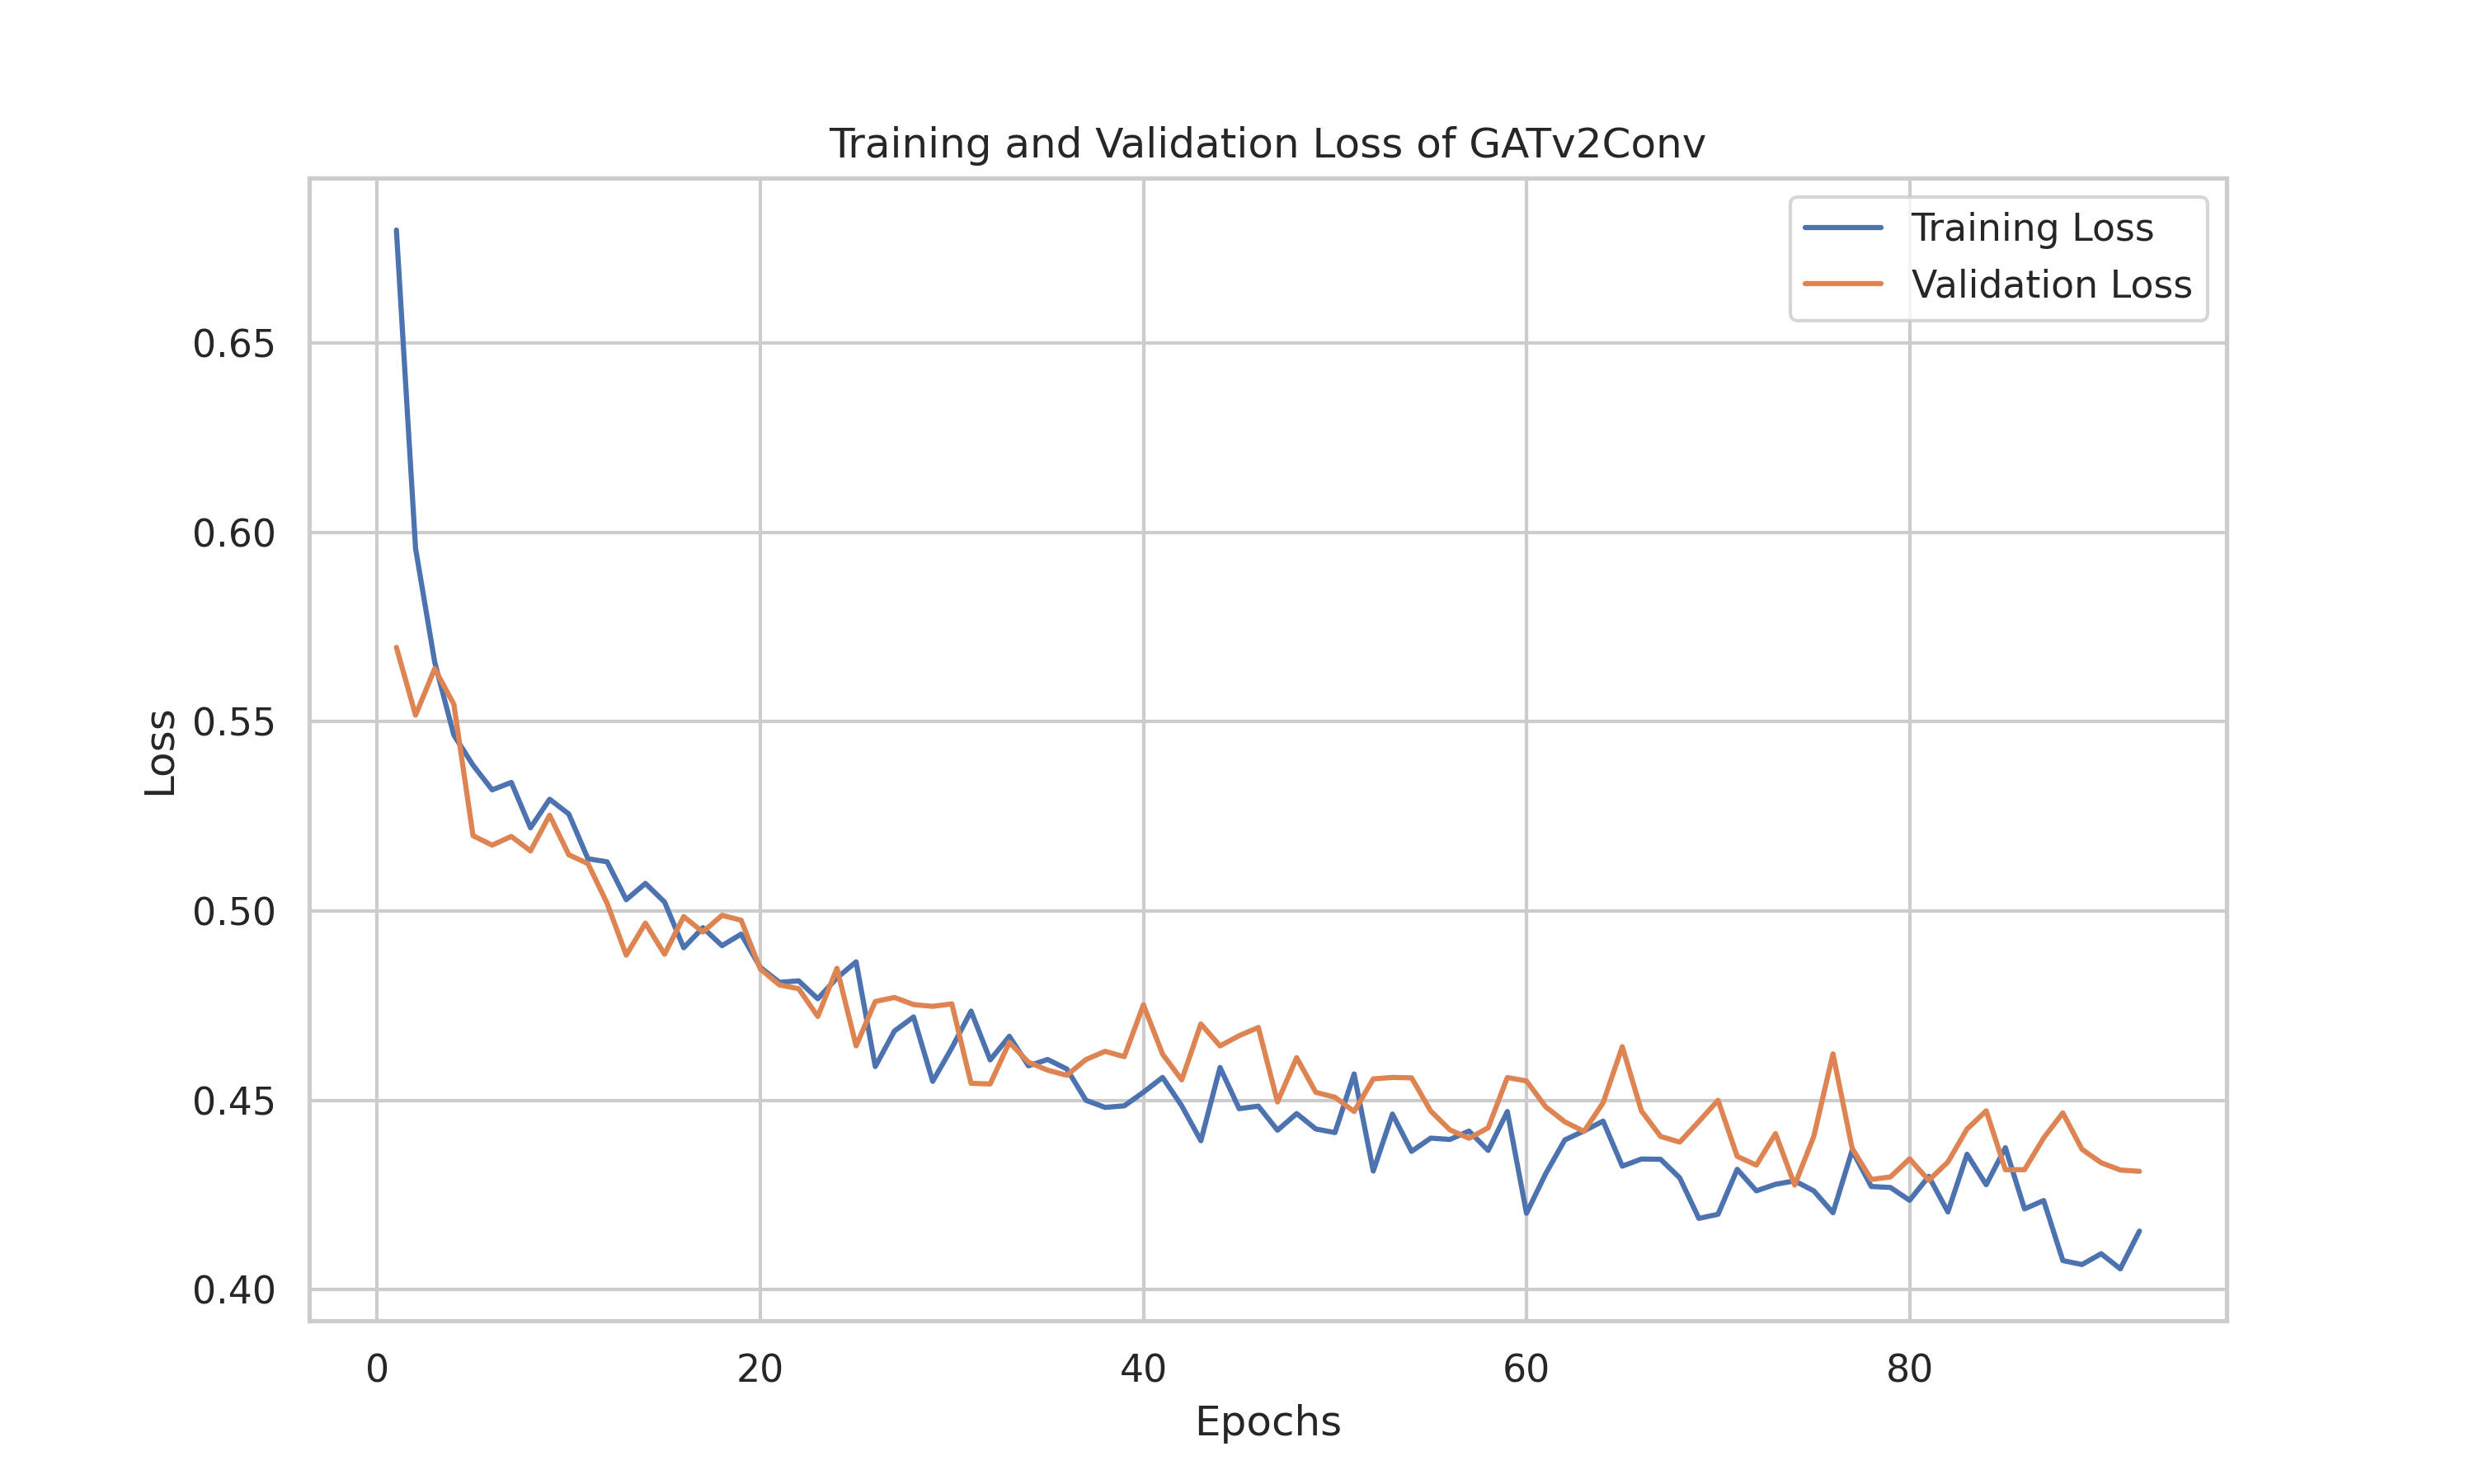 Training and Validation Loss of GATv2Conv
Training Loss
Validation Loss
0.65
0.60
0.55
0.50
0.45
0.40
Loss
0 20 40 60 80
Epochs